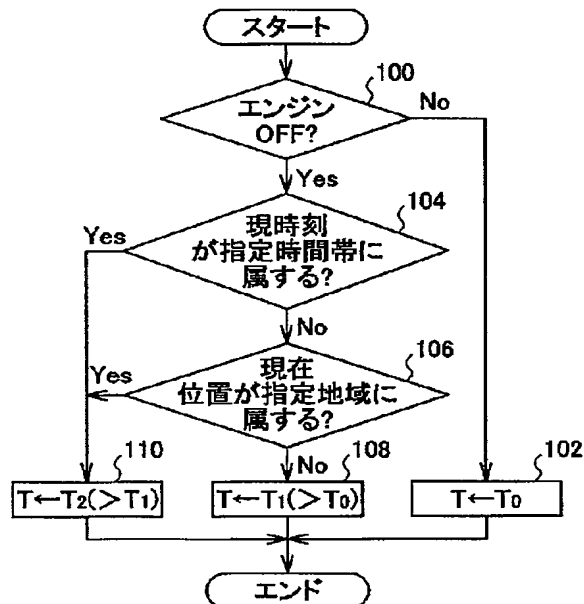 スタート
100
エンジン
OFF?
No
Yes
104
現時刻
が指定時間帯に
属する?
Yes
No
106
現在
位置が指定地域に
属する?
Yes
No
110
T←T₂(>T₁)
108
T←T₁(>T₀)
102
T←T₀
エンド